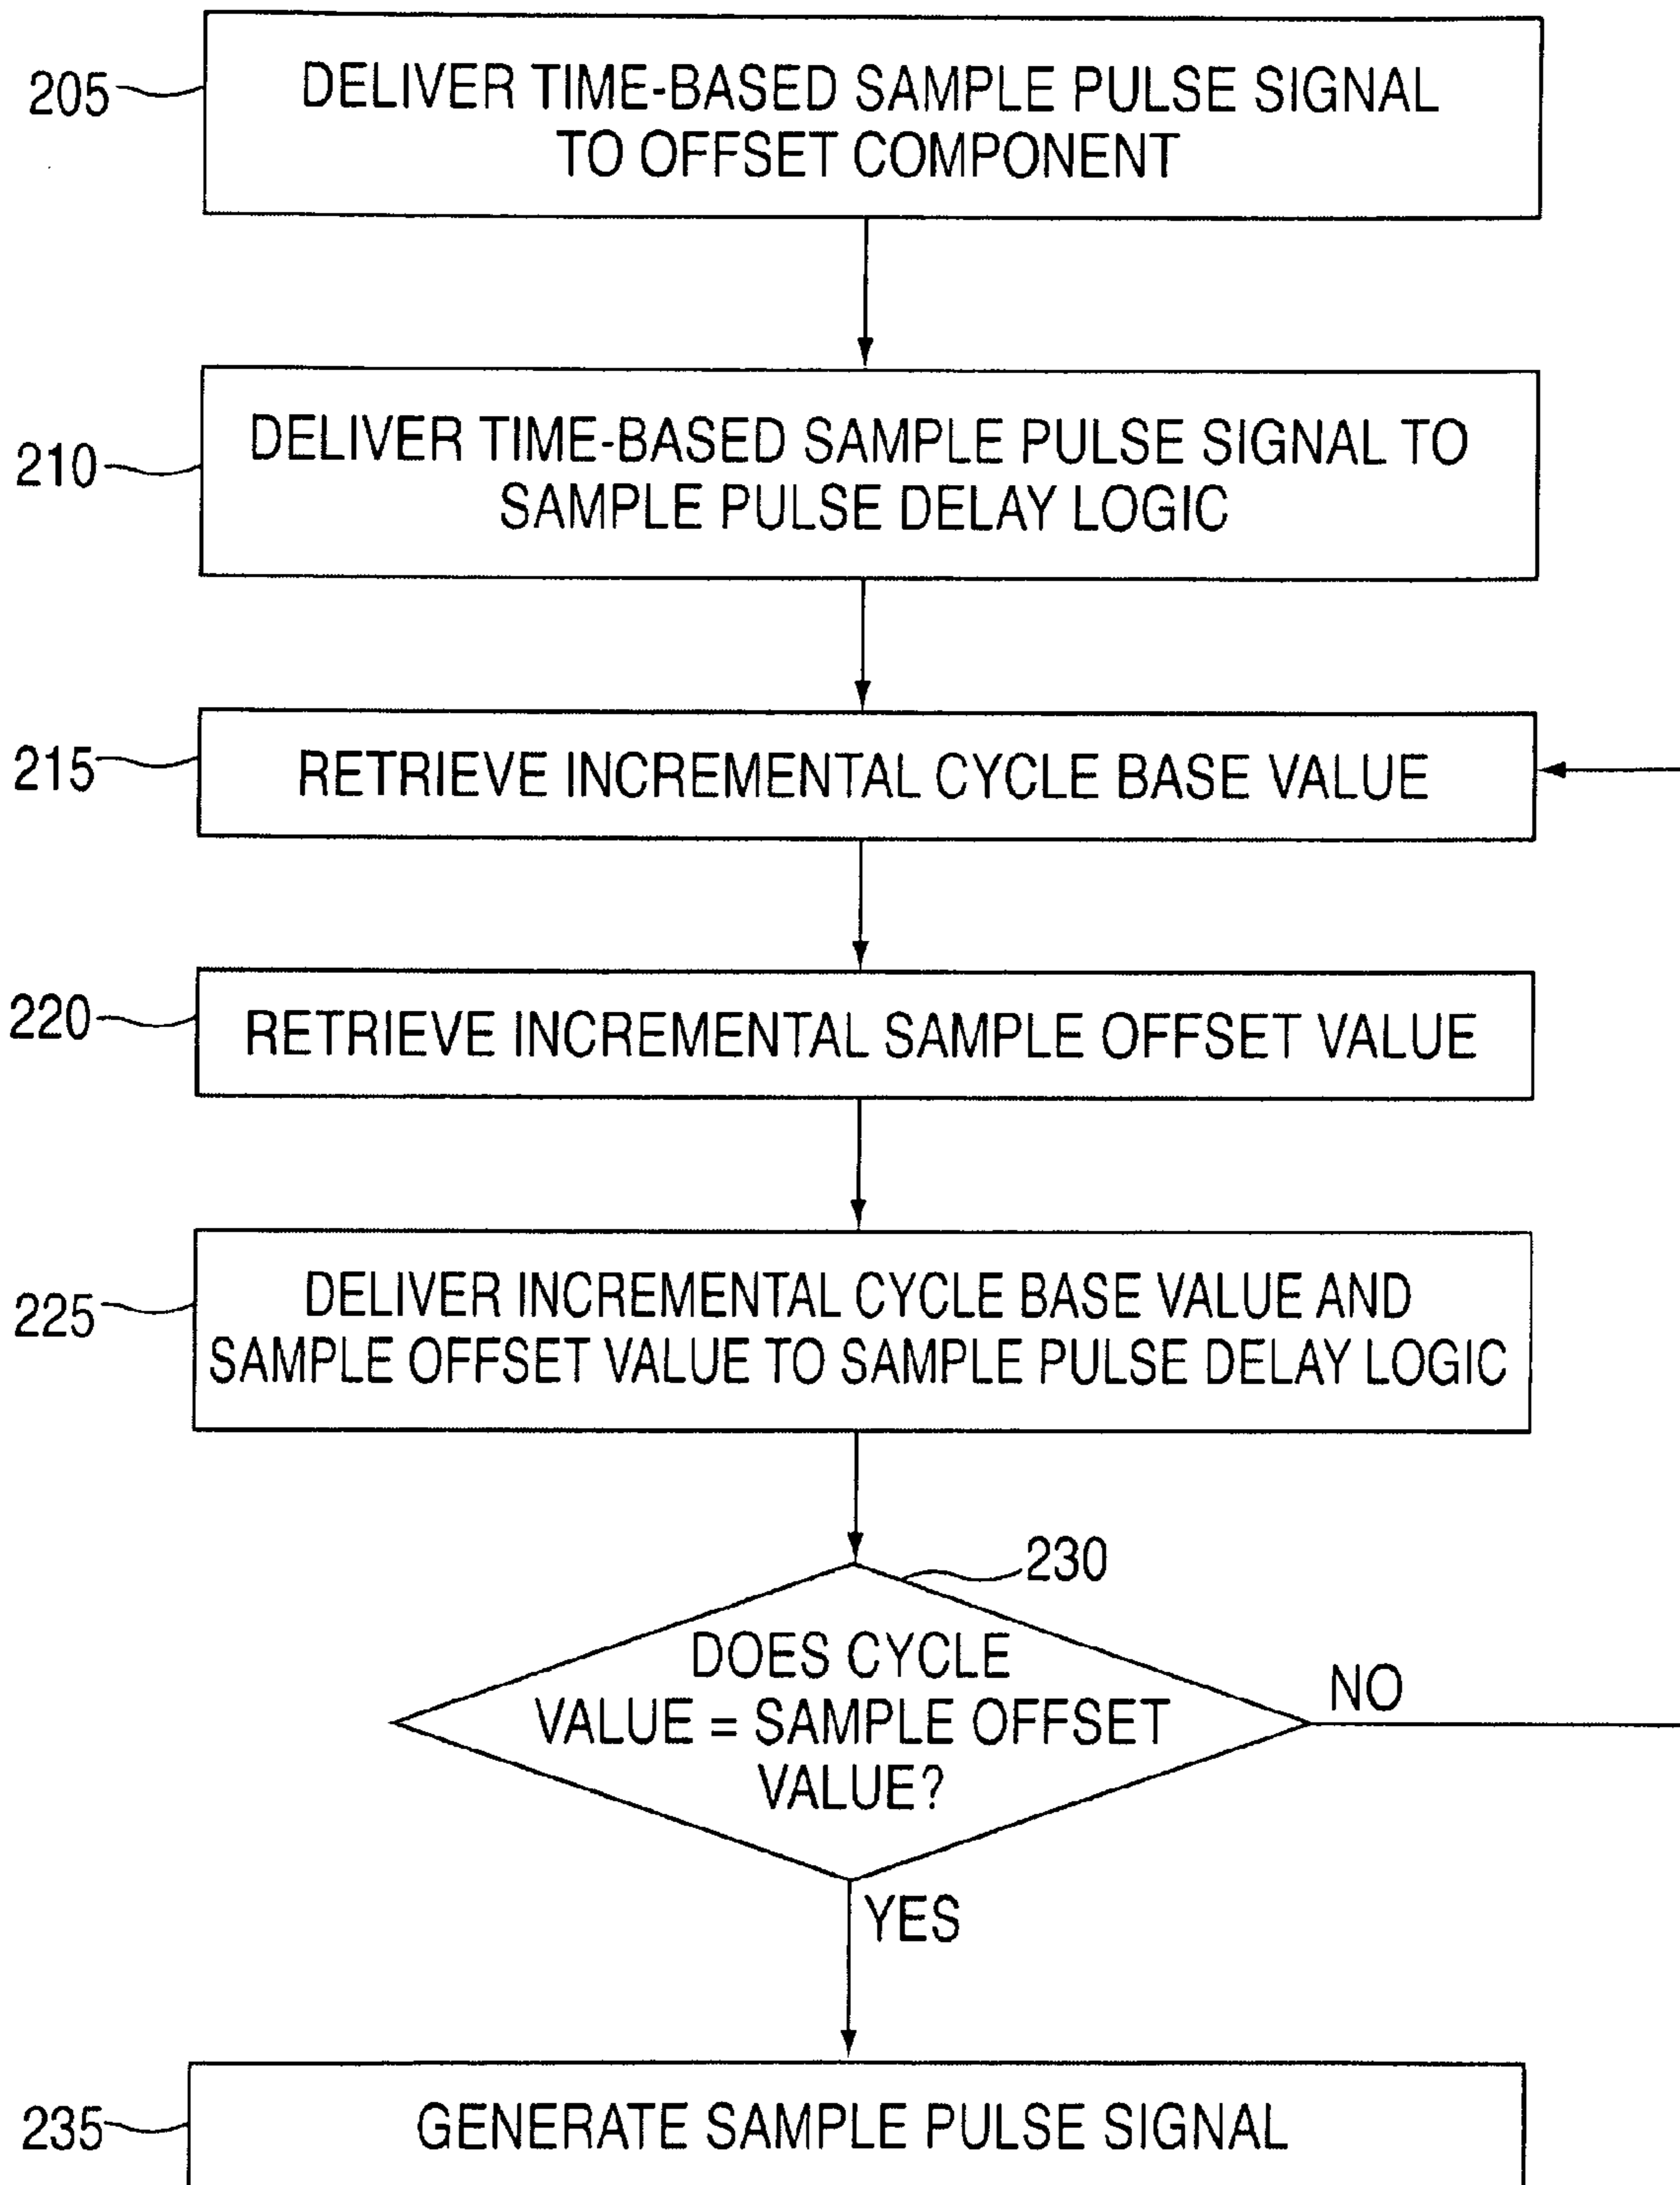 205
DELIVER TIME-BASED SAMPLE PULSE SIGNAL
TO OFFSET COMPONENT
210
DELIVER TIME-BASED SAMPLE PULSE SIGNAL TO
SAMPLE PULSE DELAY LOGIC
215
RETRIEVE INCREMENTAL CYCLE BASE VALUE
220
RETRIEVE INCREMENTAL SAMPLE OFFSET VALUE
225
DELIVER INCREMENTAL CYCLE BASE VALUE AND
SAMPLE OFFSET VALUE TO SAMPLE PULSE DELAY LOGIC
230
DOES CYCLE
VALUE = SAMPLE OFFSET
VALUE?
NO
YES
235
GENERATE SAMPLE PULSE SIGNAL